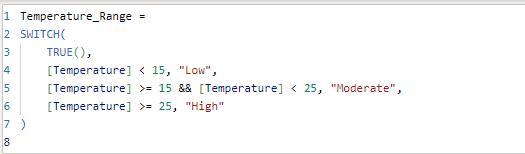 1 Temperature_Range =
2 SWITCH(
3     TRUE(),
4     [Temperature] < 15, "Low",
5     [Temperature] >= 15 && [Temperature] < 25, "Moderate",
6     [Temperature] >= 25, "High"
7 )
8